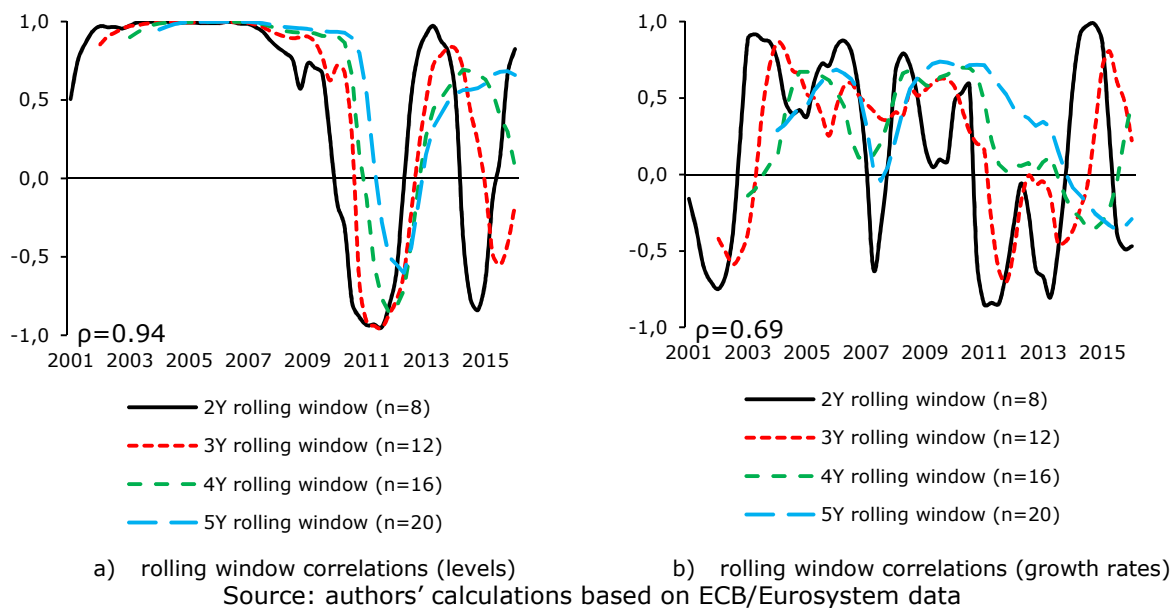 1,0
0,5
0,0
-0,5
-1,0
ρ=0.94
2001 2003 2005 2007 2009 2011 2013 2015
2Y rolling window (n=8)
3Y rolling window (n=12)
4Y rolling window (n=16)
5Y rolling window (n=20)
a) rolling window correlations (levels)
1,0
0,5
0,0
-0,5
-1,0
ρ=0.69
2001 2003 2005 2007 2009 2011 2013 2015
2Y rolling window (n=8)
3Y rolling window (n=12)
4Y rolling window (n=16)
5Y rolling window (n=20)
b) rolling window correlations (growth rates)
Source: authors’ calculations based on ECB/Eurosystem data